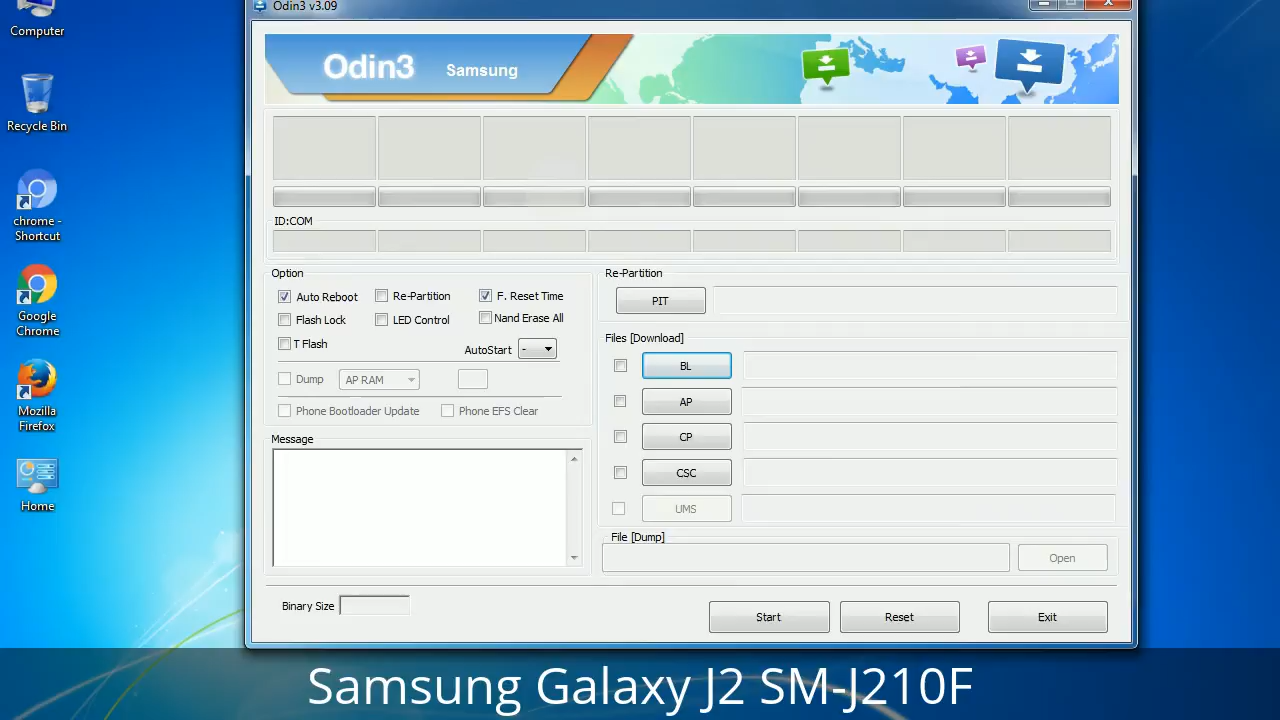 Odin3 v3.09
Computer
Recycle Bin
chrome -
Shortcut
Google
Chrome
Mozilla
Firefox
Home
Odin3 Samsung
ID:COM
Option
Auto Reboot Re-Partition F. Reset Time
Flash Lock LED Control Nand Erase All
T Flash AutoStart -
Dump AP RAM
Phone Bootloader Update Phone EFS Clear
Message
Re-Partition
PIT
Files [Download]
BL
AP
CP
CSC
UMS
File [Dump]
Open
Binary Size
Start Reset Exit
Samsung Galaxy J2 SM-J210F